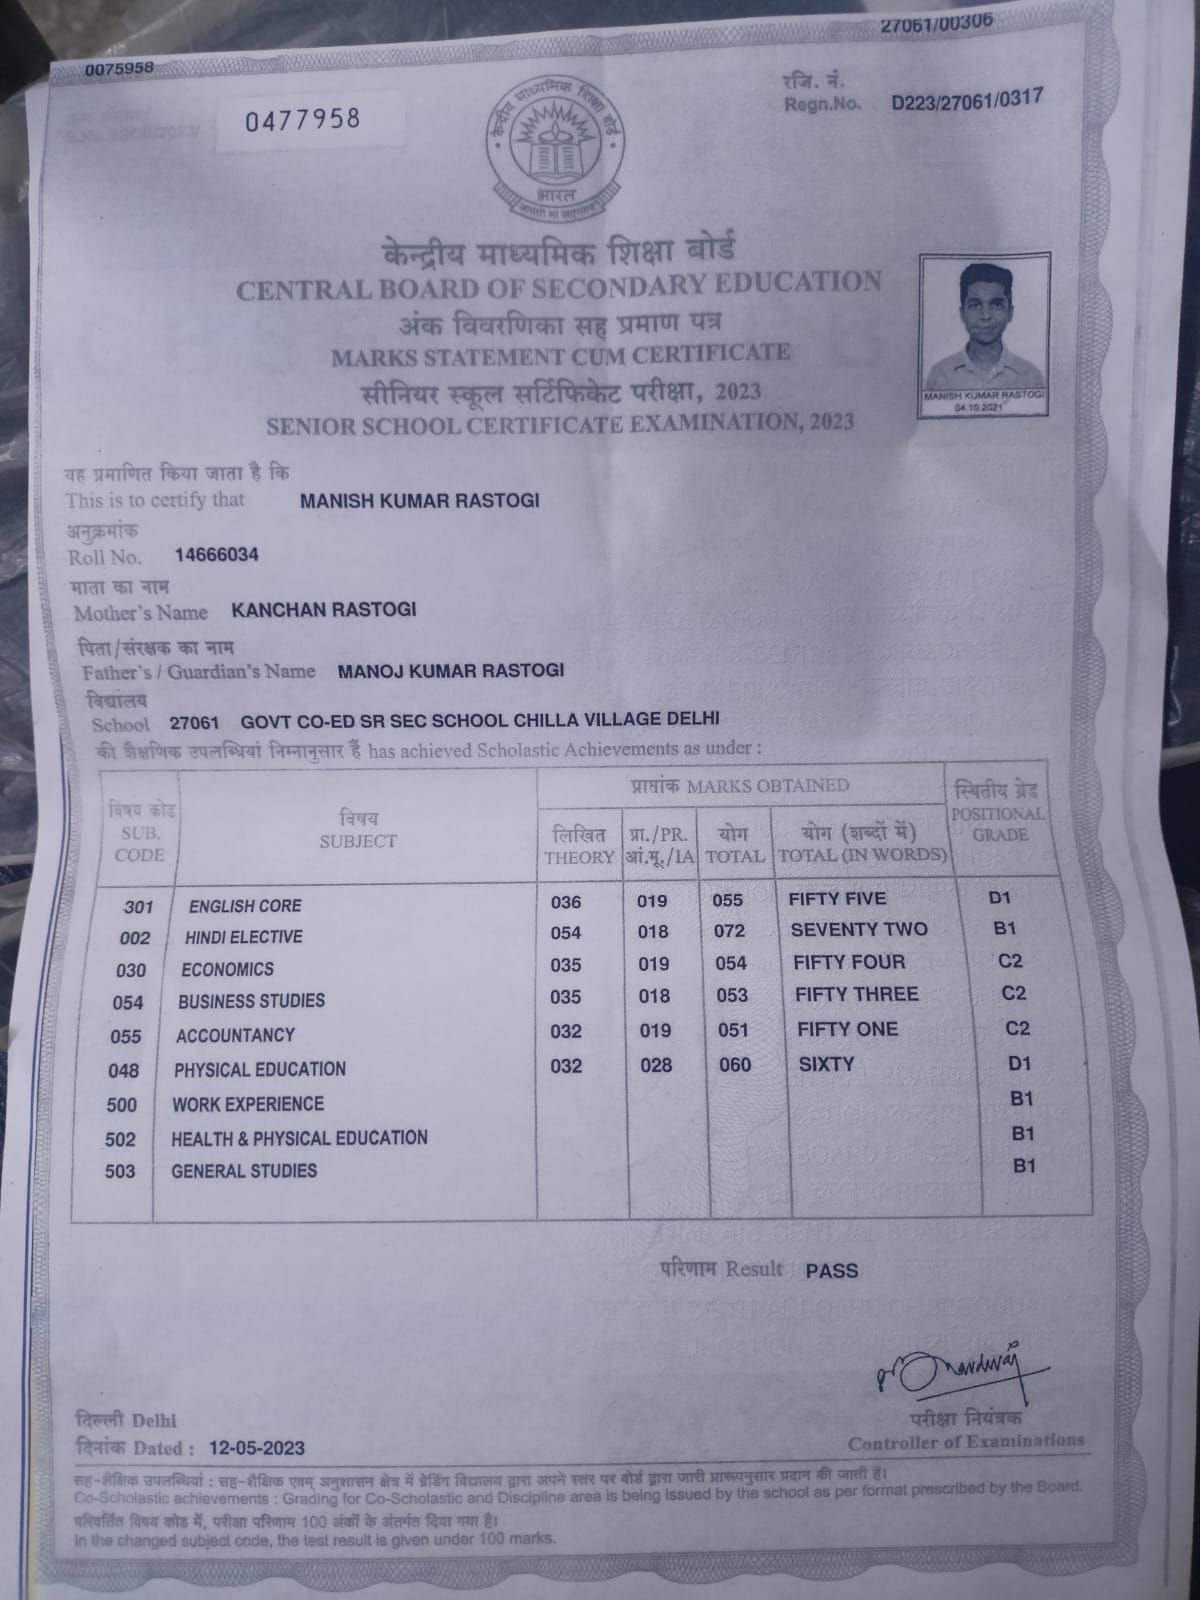 27061/00306
0075958
0477958
रजि. नं.
Regn.No. D223/27061/0317
केन्द्रीय माध्यमिक शिक्षा बोर्ड
भारत
केन्द्रीय माध्यमिक शिक्षा बोर्ड
CENTRAL BOARD OF SECONDARY EDUCATION
अंक विवरणिका सह प्रमाण पत्र
MARKS STATEMENT CUM CERTIFICATE
सीनियर स्कूल सर्टिफिकेट परीक्षा, 2023
SENIOR SCHOOL CERTIFICATE EXAMINATION, 2023
MANISH KUMAR RASTOGI
04.10.2021
यह प्रमाणित किया जाता है कि
This is to certify that MANISH KUMAR RASTOGI
अनुक्रमांक
Roll No. 14666034
माता का नाम
Mother's Name KANCHAN RASTOGI
पिता/संरक्षक का नाम
Father's / Guardian's Name MANOJ KUMAR RASTOGI
विद्यालय
School 27061 GOVT CO-ED SR SEC SCHOOL CHILLA VILLAGE DELHI
की शैक्षणिक उपलब्धियां निम्नानुसार हैं has achieved Scholastic Achievements as under :
विषय कोड SUB. CODE
विषय SUBJECT
प्राप्तांक MARKS OBTAINED
लिखित THEORY
प्रा./PR. आं.मू./IA
योग TOTAL
योग (शब्दों में) TOTAL (IN WORDS)
स्थितीय ग्रेड POSITIONAL GRADE
301 ENGLISH CORE 036 019 055 FIFTY FIVE D1
002 HINDI ELECTIVE 054 018 072 SEVENTY TWO B1
030 ECONOMICS 035 019 054 FIFTY FOUR C2
054 BUSINESS STUDIES 035 018 053 FIFTY THREE C2
055 ACCOUNTANCY 032 019 051 FIFTY ONE C2
048 PHYSICAL EDUCATION 032 028 060 SIXTY D1
500 WORK EXPERIENCE B1
502 HEALTH & PHYSICAL EDUCATION B1
503 GENERAL STUDIES B1
परिणाम Result PASS
दिल्ली Delhi
दिनांक Dated : 12-05-2023
परीक्षा नियंत्रक
Controller of Examinations
सह-शैक्षिक उपलब्धियां : सह-शैक्षिक एवम् अनुशासन क्षेत्र में ग्रेडिंग विद्यालय द्वारा अपने स्तर पर बोर्ड द्वारा जारी प्रारूपनुसार प्रदान की जाती है।
Co-Scholastic achievements : Grading for Co-Scholastic and Discipline area is being issued by the school as per format prescribed by the Board.
परिवर्तित विषय कोड में, परीक्षा परिणाम 100 अंकों के अंतर्गत दिया गया है।
In the changed subject code, the test result is given under 100 marks.